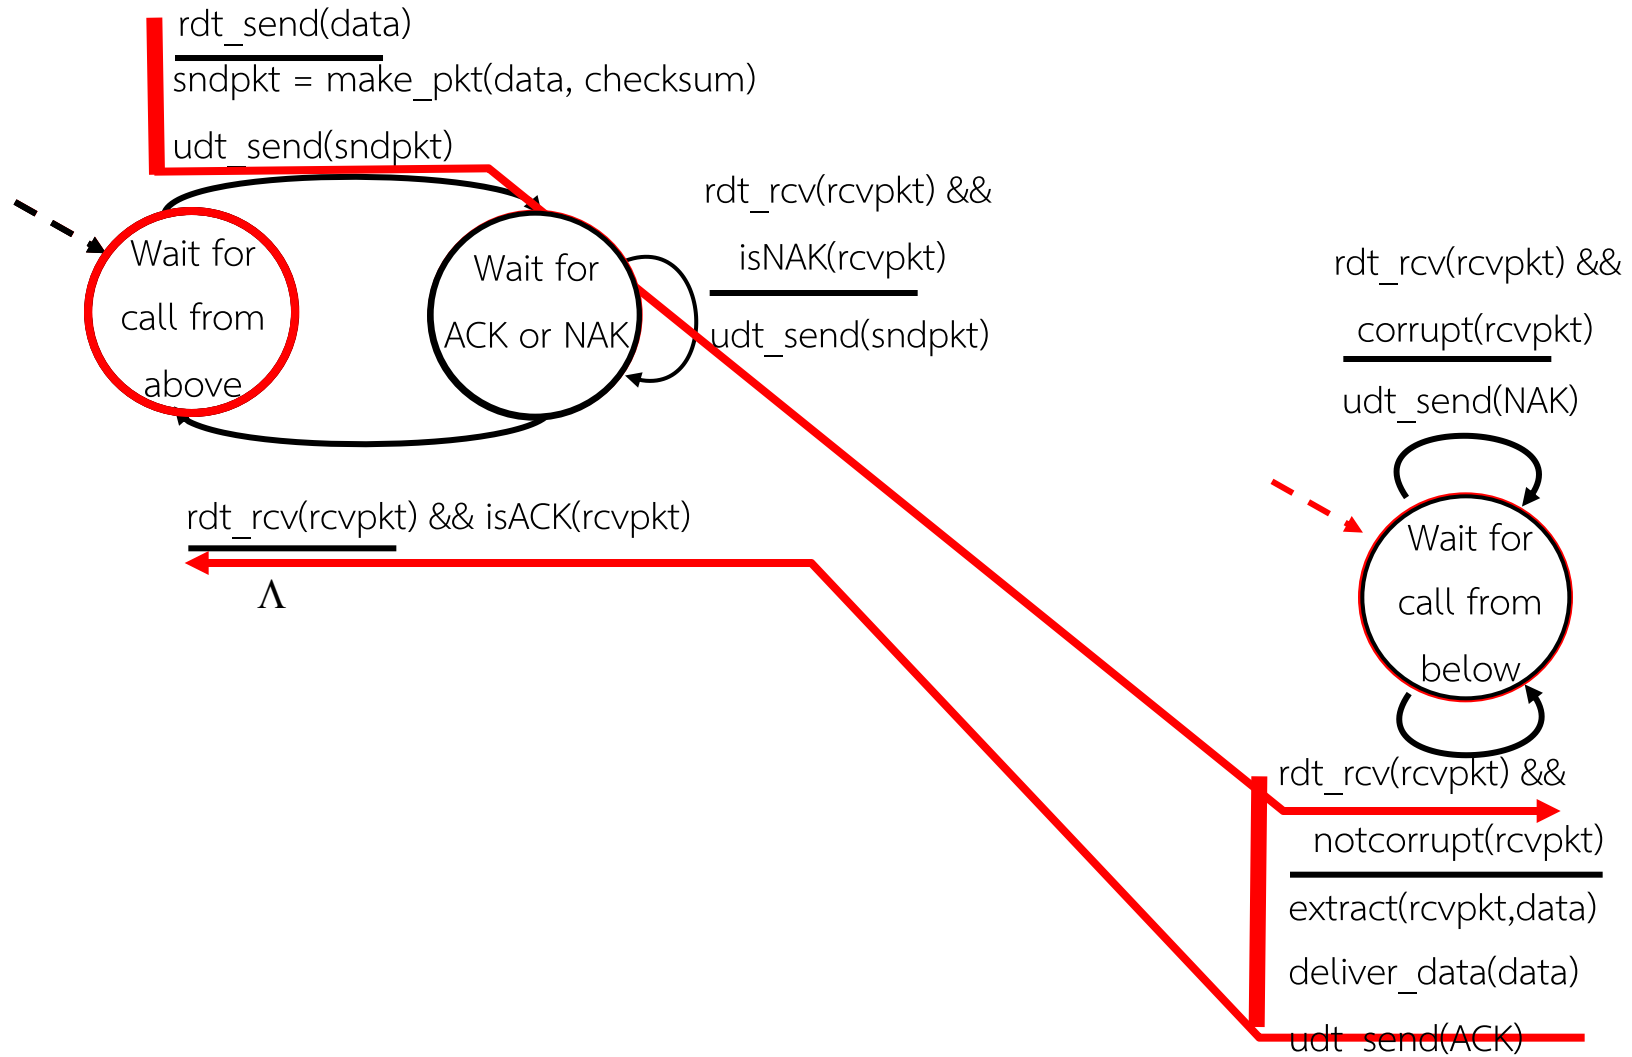 rdt_send(data)
sndpkt = make_pkt(data, checksum)
udt_send(sndpkt)
Wait for
call from
above
Wait for
ACK or NAK
rdt_rcv(rcvpkt) &&
isNAK(rcvpkt)
udt_send(sndpkt)
rdt_rcv(rcvpkt) && isACK(rcvpkt)
Λ
rdt_rcv(rcvpkt) &&
corrupt(rcvpkt)
udt_send(NAK)
Wait for
call from
below
rdt_rcv(rcvpkt) &&
notcorrupt(rcvpkt)
extract(rcvpkt,data)
deliver_data(data)
udt_send(ACK)